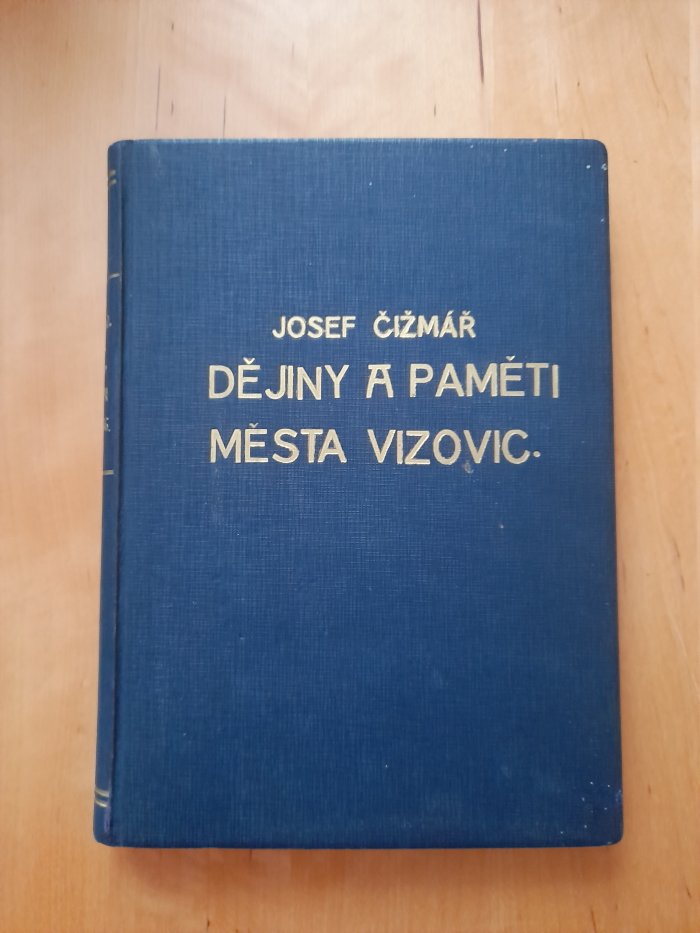 JOSEF ČIŽMÁŘ
DĚJINY A PAMĚTI
MĚSTA VIZOVIC.